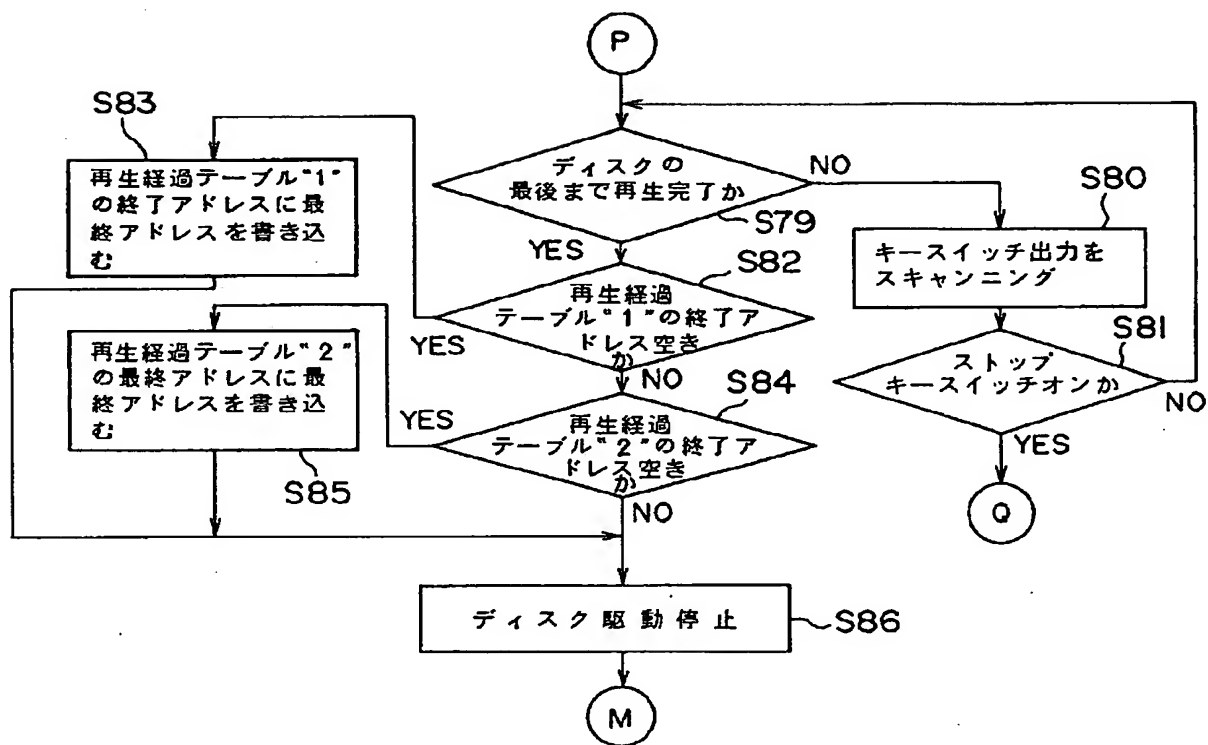 P
S83
再生経過テーブル"1"
の終了アドレスに最
終アドレスを書き込
む
ディスクの
最後まで再生完了か
NO
S79
YES
S80
キースイッチ出力を
スキャンニング
S82
再生経過
テーブル"1"の終了ア
ドレス空き
か
YES
NO
S81
ストップ
キースイッチオンか
NO
YES
Q
再生経過テーブル"2"
の最終アドレスに最
終アドレスを書き込
む
S85
S84
再生経過
テーブル"2"の終了ア
ドレス空き
か
YES
NO
ディスク駆動停止
S86
M